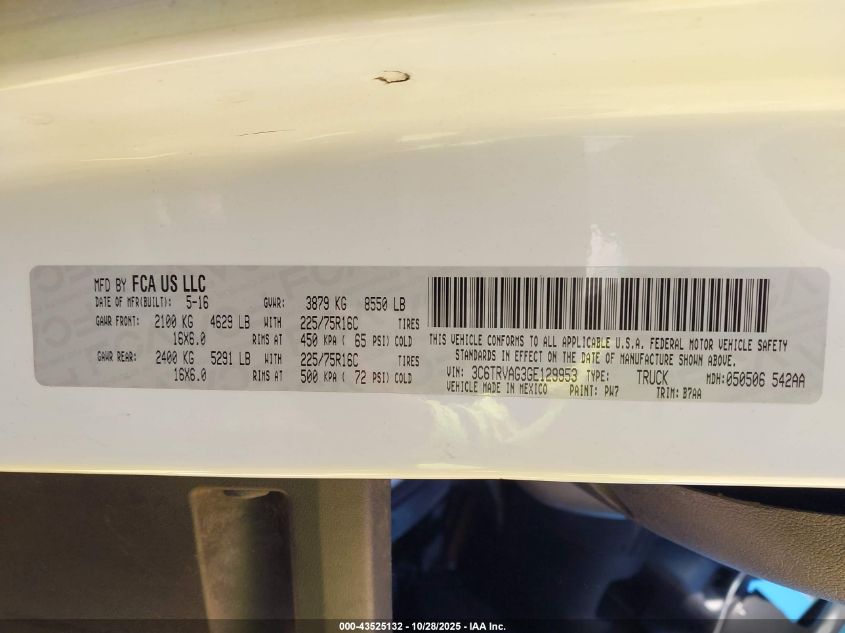 MFD BY FCA US LLC
DATE OF MFR(BUILT): 5-16 GVWR: 3879 KG 8550 LB
GAWR FRONT: 2100 KG 4629 LB WITH 225/75R16C TIRES
16X6.0 RIMS AT 450 KPA ( 65 PSI) COLD
GAWR REAR: 2400 KG 5291 LB WITH 225/75R16C TIRES
16X6.0 RIMS AT 500 KPA ( 72 PSI) COLD
THIS VEHICLE CONFORMS TO ALL APPLICABLE U.S.A. FEDERAL MOTOR VEHICLE SAFETY
STANDARDS IN EFFECT ON THE DATE OF MANUFACTURE SHOWN ABOVE.
VIN: 3C6TRVAG3GE129953 TYPE: TRUCK MDH:050506 542AA
VEHICLE MADE IN MEXICO PAINT: PW7 TRIM: B7AA
000-43525132 - 10/28/2025 - IAA Inc.